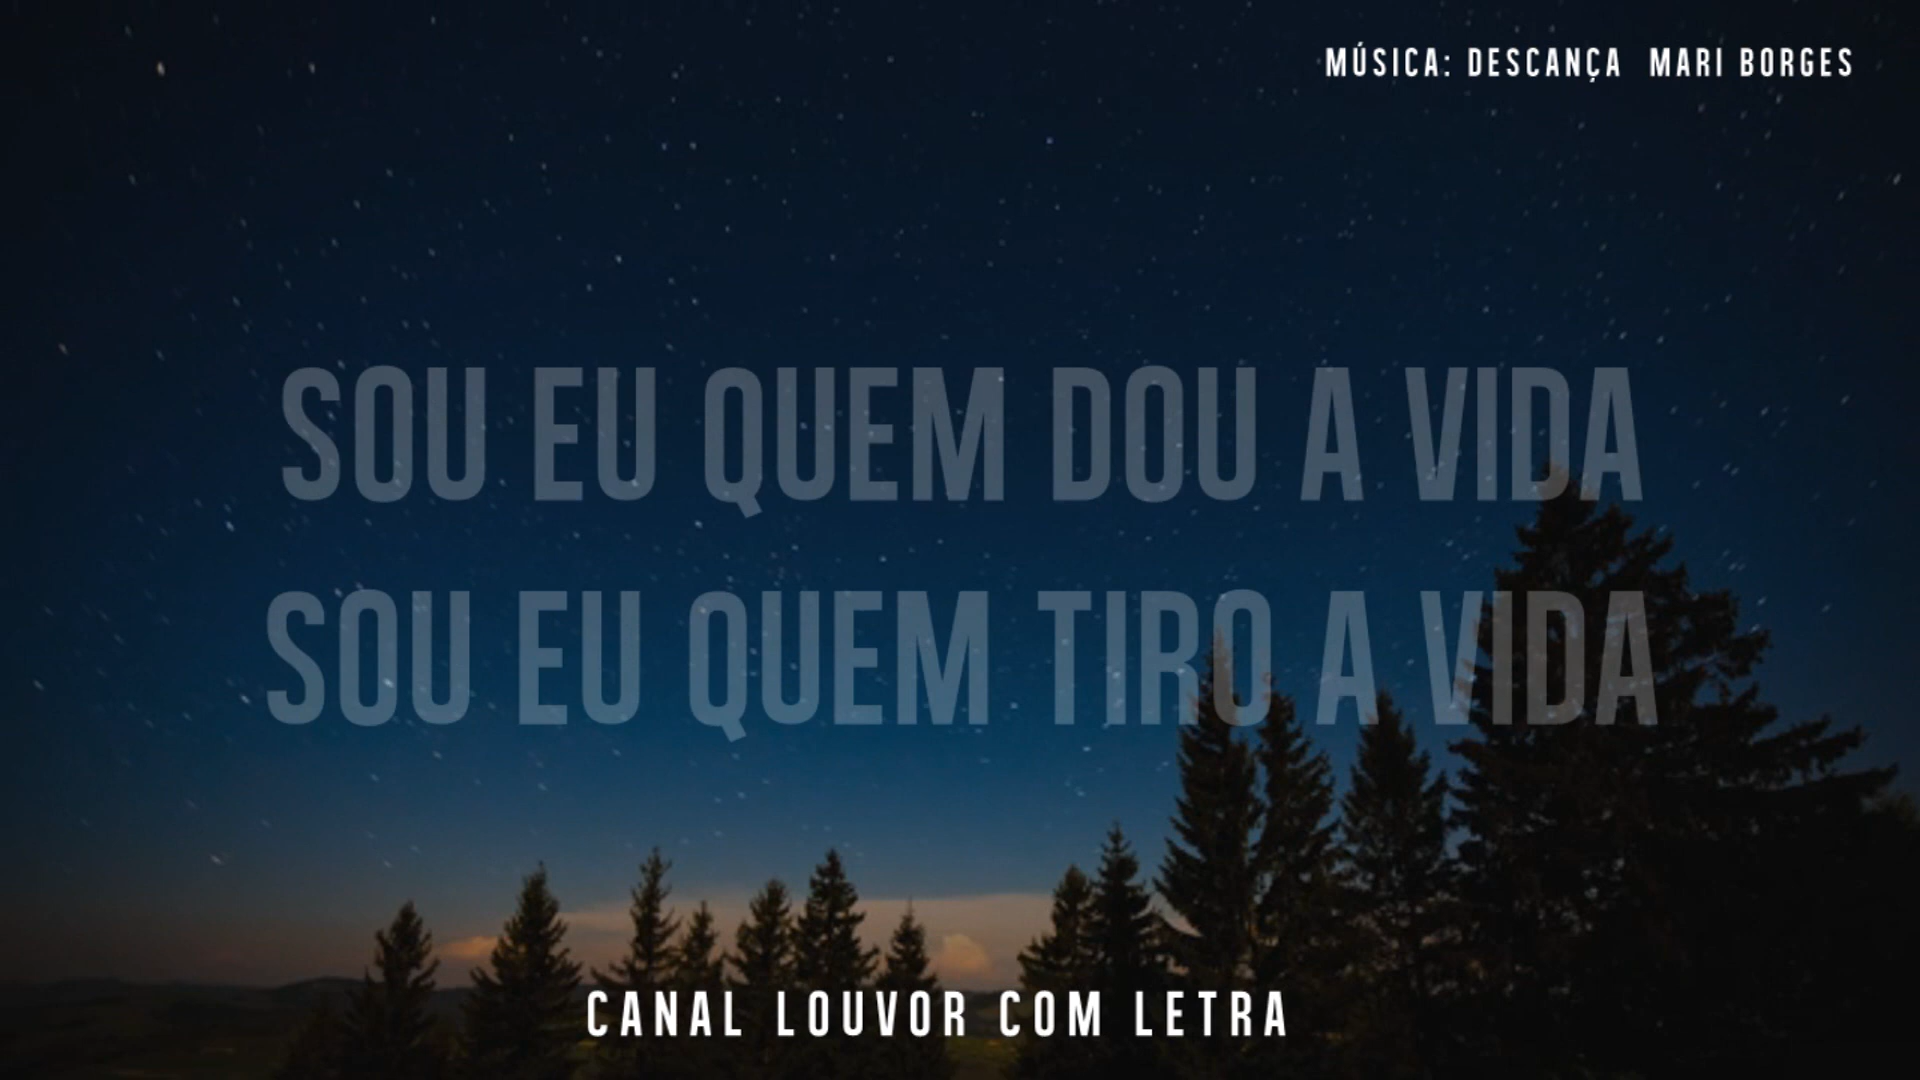 MÚSICA: DESCANÇA MARI BORGES
SOU EU QUEM DOU A VIDA
SOU EU QUEM TIRO A VIDA
CANAL LOUVOR COM LETRA